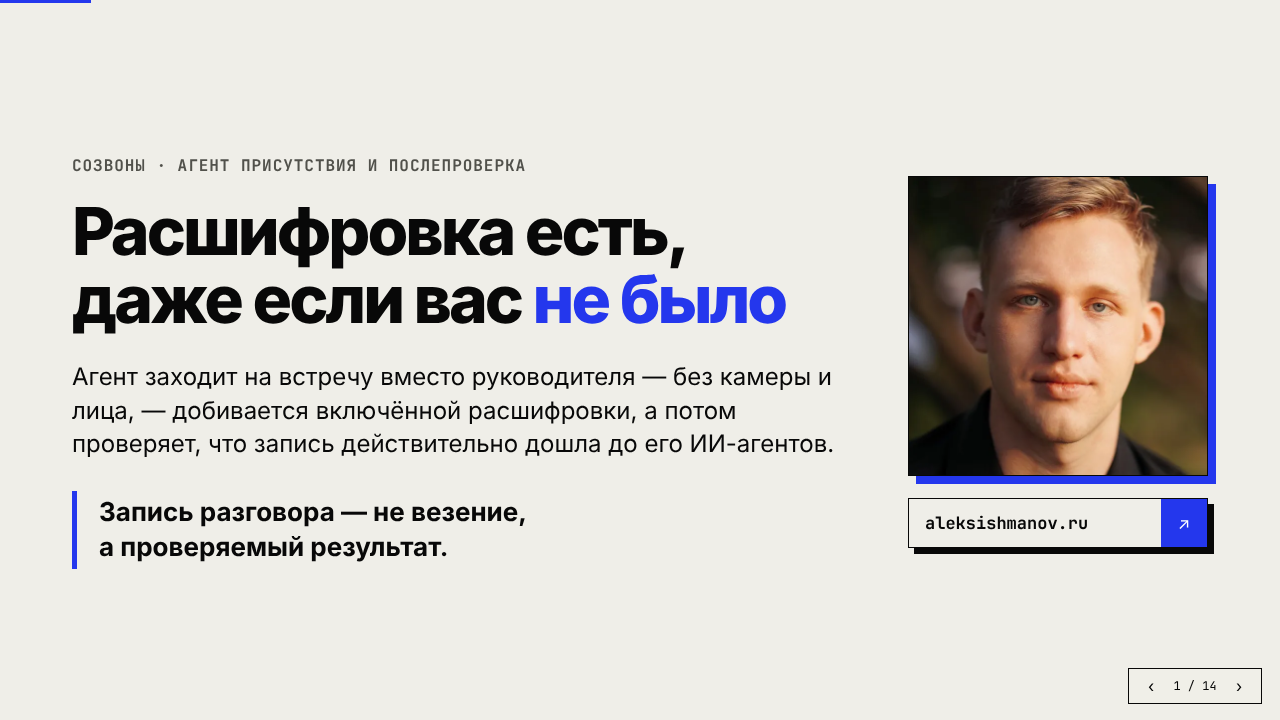 СОЗВОНЫ · АГЕНТ ПРИСУТСТВИЯ И ПОСЛЕПРОВЕРКА
Расшифровка есть,
даже если вас не было
Агент заходит на встречу вместо руководителя — без камеры и
лица, — добивается включённой расшифровки, а потом
проверяет, что запись действительно дошла до его ИИ-агентов.
Запись разговора — не везение,
а проверяемый результат.
aleksishmanov.ru ↗
‹ 1 / 14 ›